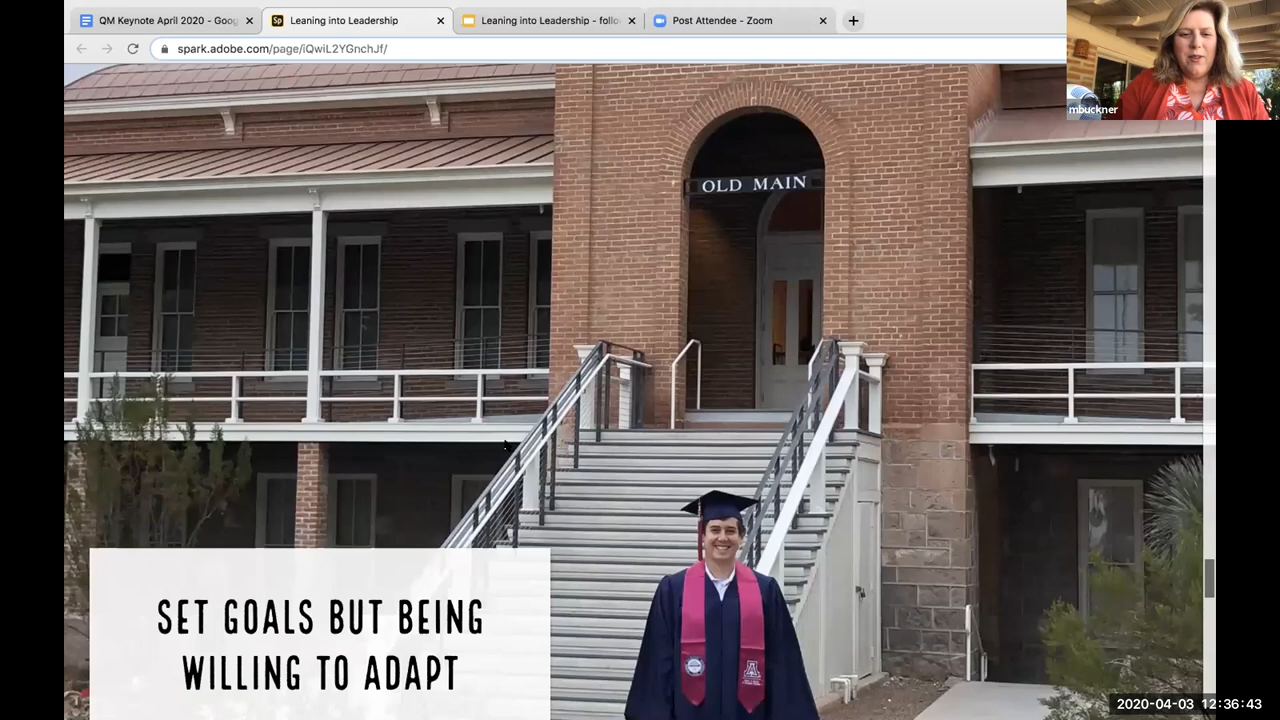 QM Keynote April 2020 - Goog
Leaning into Leadership
Leaning into Leadership - follo
Post Attendee - Zoom
spark.adobe.com/page/iQwiL2YGnchJf/
mbuckner
OLD MAIN
SET GOALS BUT BEING
WILLING TO ADAPT
2020-04-03 12:36:43